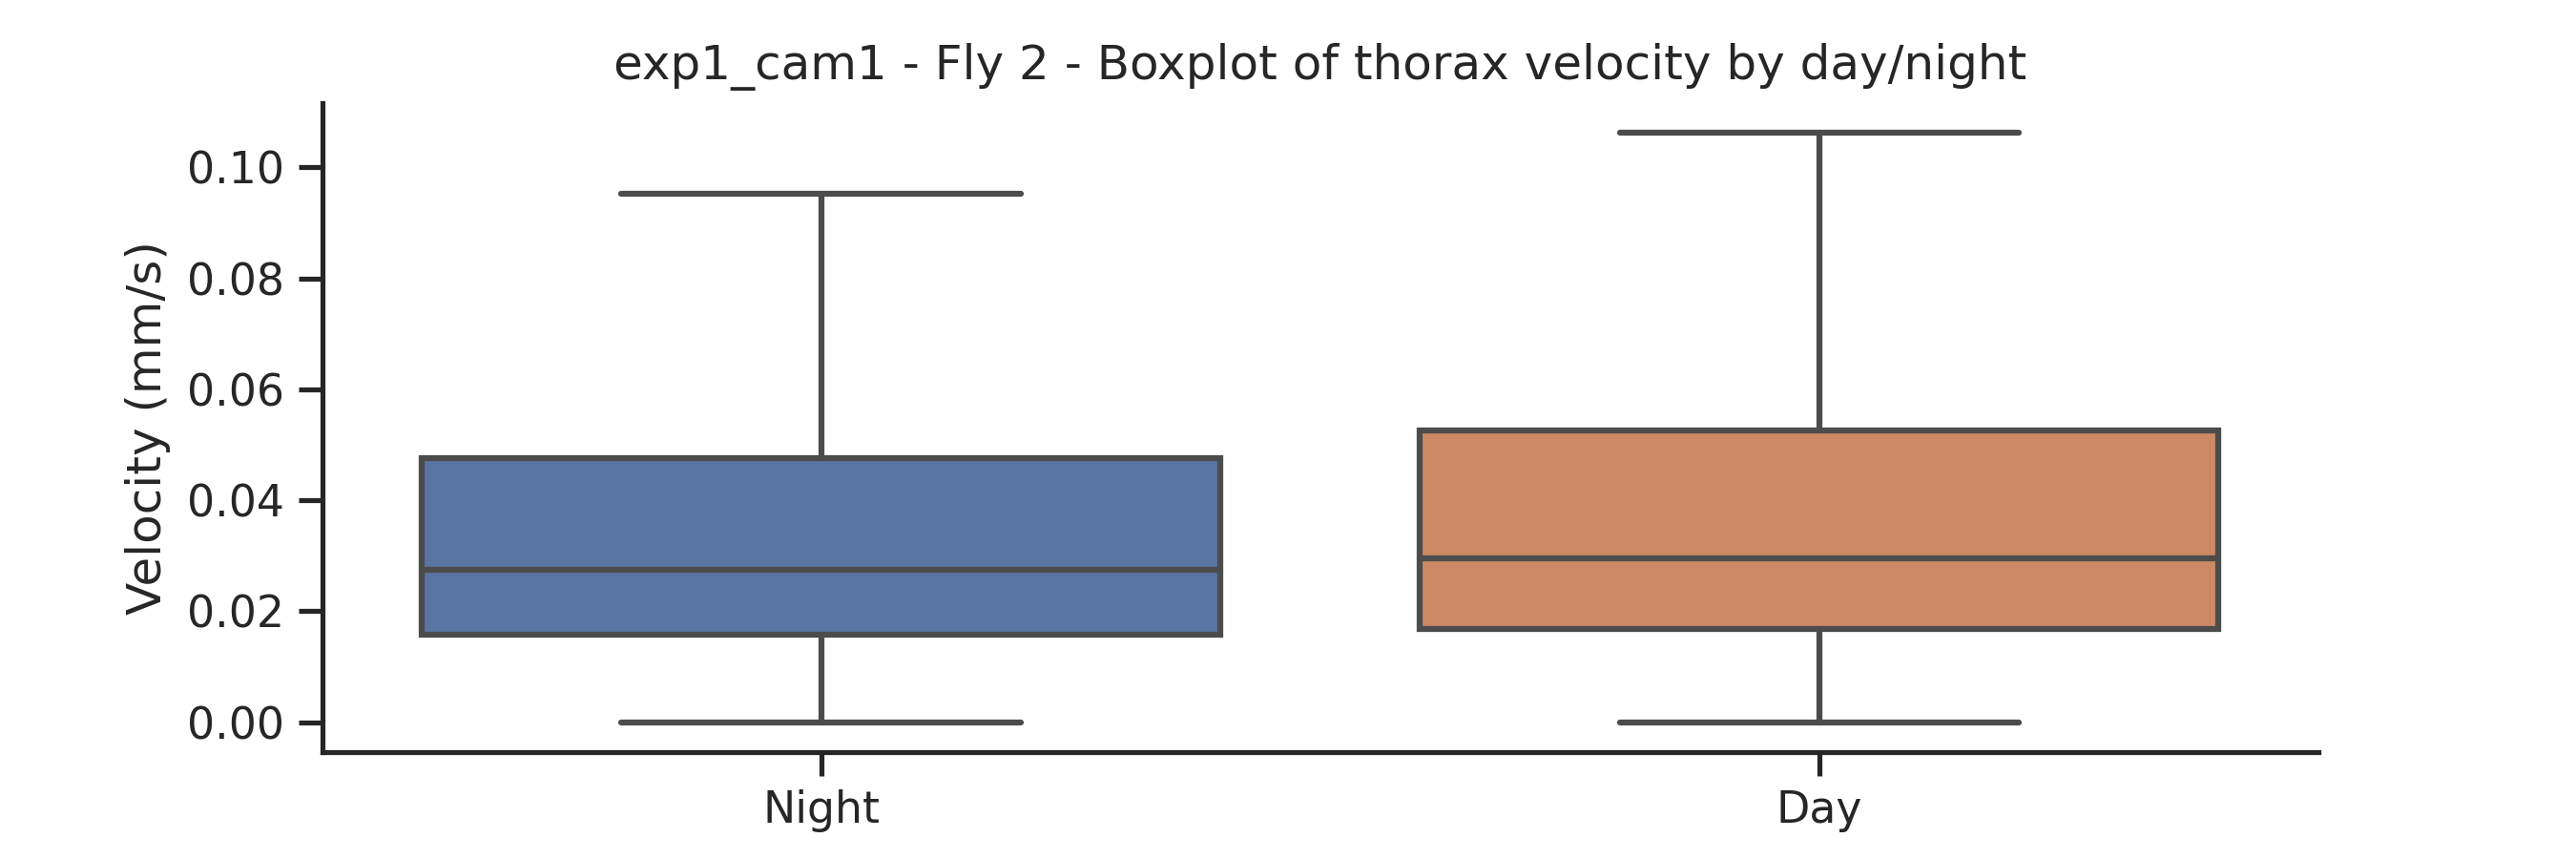 exp1_cam1 - Fly 2 - Boxplot of thorax velocity by day/night
Velocity (mm/s)
0.10
0.08
0.06
0.04
0.02
0.00
Night
Day